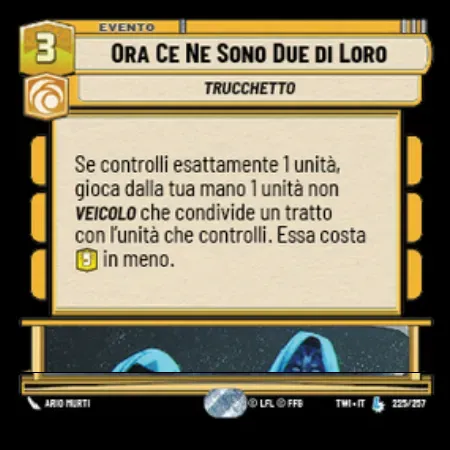 EVENTO
3
ORA CE NE SONO DUE DI LORO
TRUCCHETTO
Se controlli esattamente 1 unità,
gioca dalla tua mano 1 unità non
VEICOLO che condivide un tratto
con l'unità che controlli. Essa costa
5 in meno.
ARIO MURTI
© LFL © FFG
TWI • IT
225/257